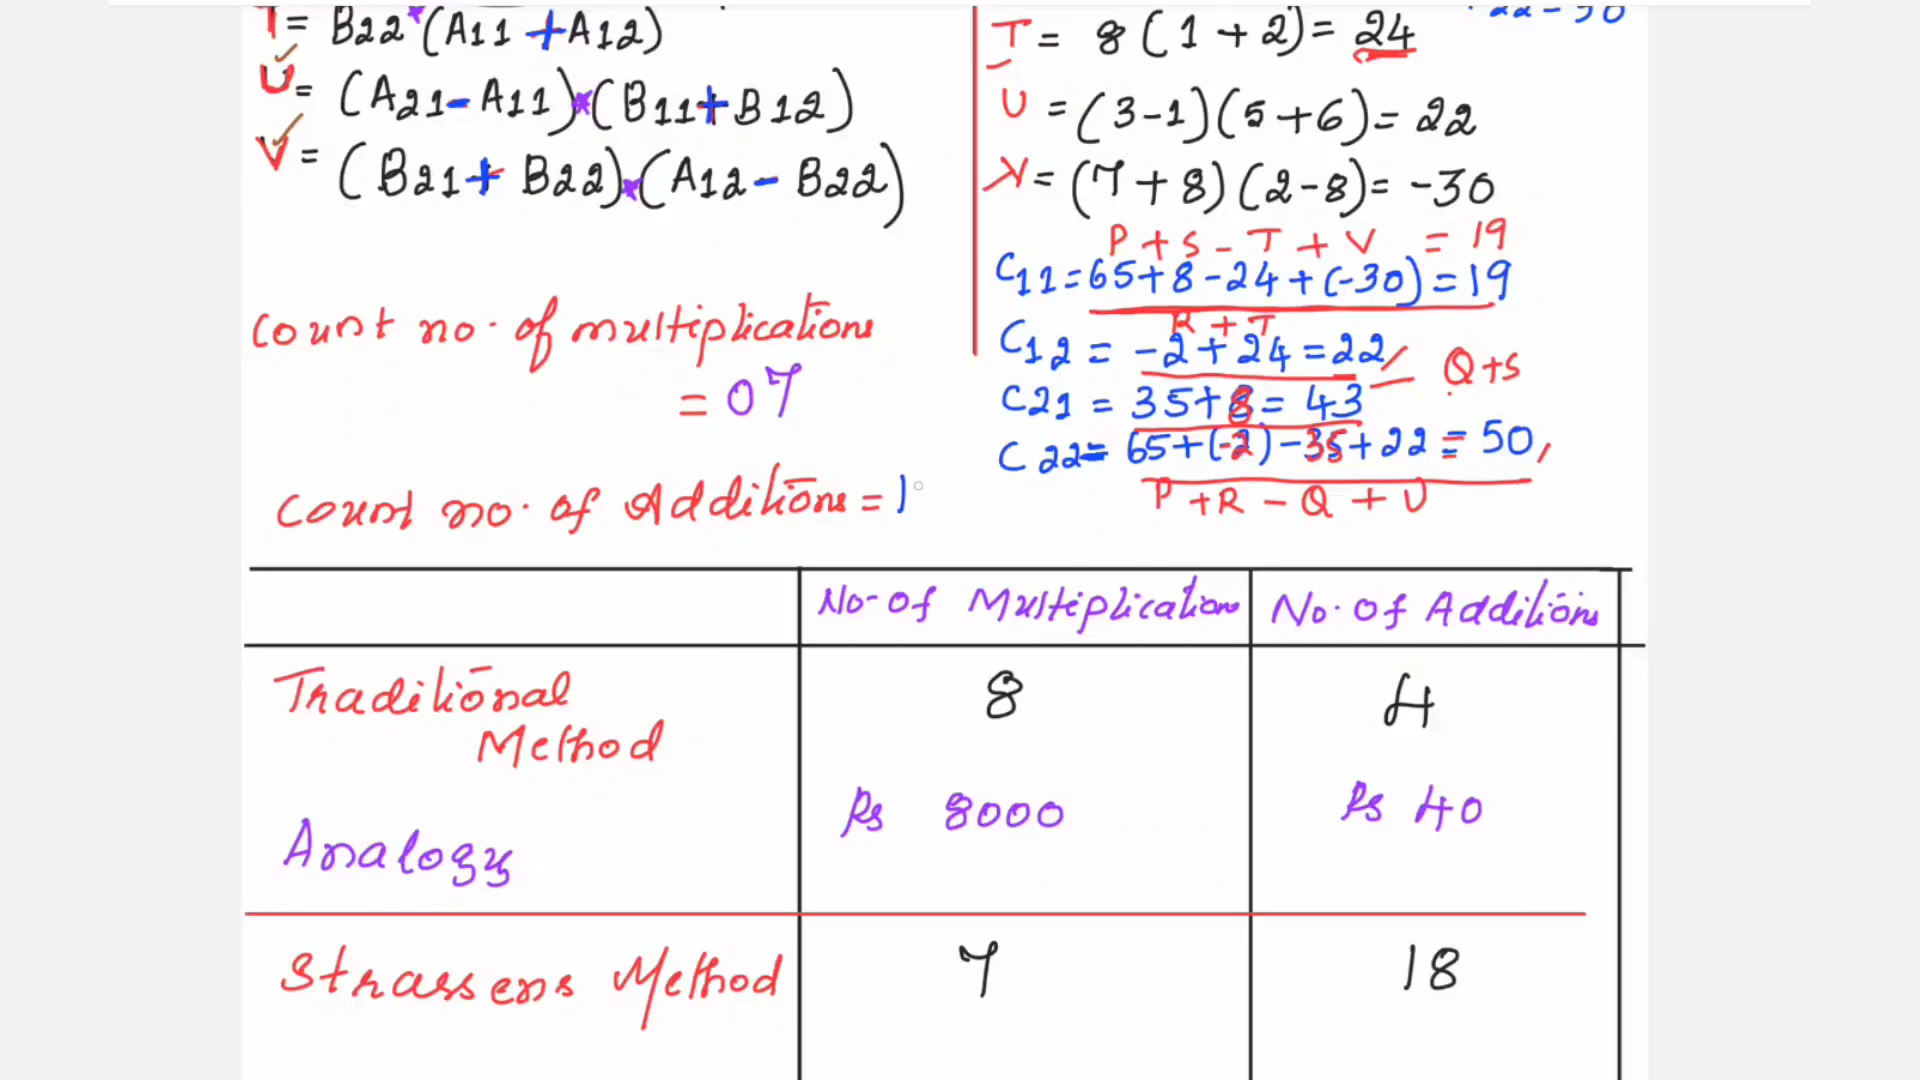 T= B22*(A11+A12)
U= (A21-A11)*(B11+B12)
V= (B21+B22)*(A12-B22)
Count no. of multiplications
= 07
Count no. of Additions = 1
T = 8(1+2)= 24
U = (3-1)(5+6)= 22
V= (7+8)(2-8)= -30
P+S-T+V = 19
C11=65+8-24+(-30)=19
R+T
C12 = -2+24=22
Q+S
C21 = 35+8= 43
C22= 65+(-2)-35+22 = 50,
P+R-Q+U
No. Of Multiplications No. Of Additions
Traditional Method 8 4
Analogy Rs 8000 Rs 40
Strassens Method 7 18